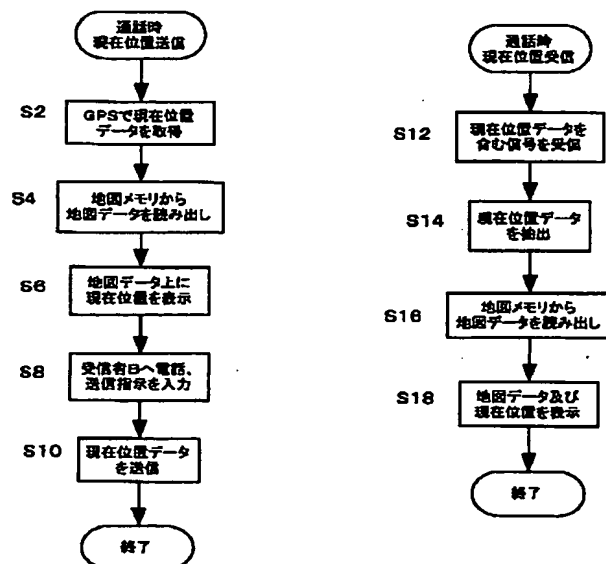 通話時
現在位置送信
S2
GPSで現在位置
データを取得
S4
地図メモリから
地図データを読み出し
S6
地図データ上に
現在位置を表示
S8
受信者Bへ電話、
送信指示を入力
S10
現在位置データ
を送信
終了
通話時
現在位置受信
S12
現在位置データを
含む信号を受信
S14
現在位置データ
を抽出
S16
地図メモリから
地図データを読み出し
S18
地図データ及び
現在位置を表示
終了